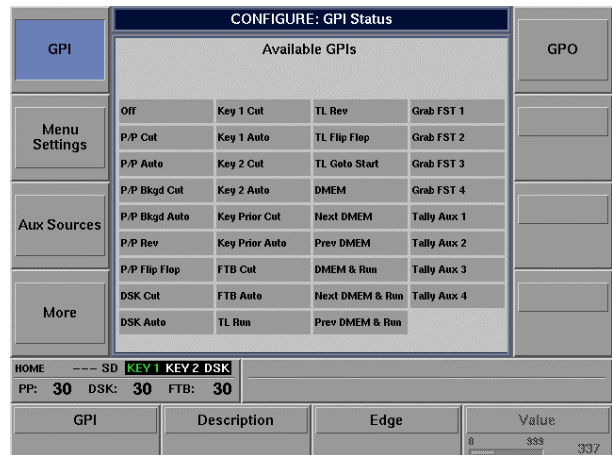 CONFIGURE: GPI Status
GPI
Available GPIs
GPO
Off Key 1 Cut TL Rev Grab FST 1
P/P Cut Key 1 Auto TL Flip Flop Grab FST 2
P/P Auto Key 2 Cut TL Goto Start Grab FST 3
P/P Bkgd Cut Key 2 Auto DMEM Grab FST 4
P/P Bkgd Auto Key Prior Cut Next DMEM Tally Aux 1
P/P Rev Key Prior Auto Prev DMEM Tally Aux 2
P/P Flip Flop FTB Cut DMEM & Run Tally Aux 3
DSK Cut FTB Auto Next DMEM & Run Tally Aux 4
DSK Auto TL Run Prev DMEM & Run
Menu
Settings
Aux Sources
More
HOME --- SD KEY 1 KEY 2 DSK
PP: 30 DSK: 30 FTB: 30
GPI Description Edge Value
0 999
337